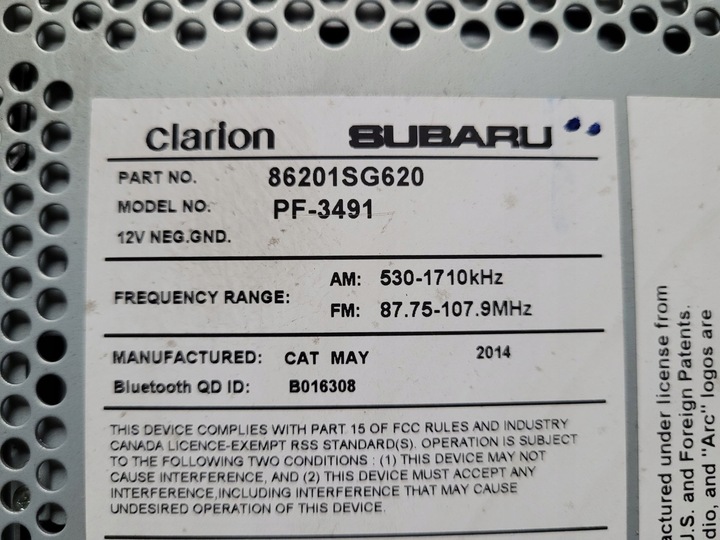 clarion SUBARU
PART NO. 86201SG620
MODEL NO. PF-3491
12V NEG.GND.
FREQUENCY RANGE: AM: 530-1710kHz
FM: 87.75-107.9MHz
MANUFACTURED: CAT MAY 2014
Bluetooth QD ID: B016308
THIS DEVICE COMPLIES WITH PART 15 OF FCC RULES AND INDUSTRY
CANADA LICENCE-EXEMPT RSS STANDARD(S). OPERATION IS SUBJECT
TO THE FOLLOWING TWO CONDITIONS : (1) THIS DEVICE MAY NOT
CAUSE INTERFERENCE, AND (2) THIS DEVICE MUST ACCEPT ANY
INTERFERENCE,INCLUDING INTERFERENCE THAT MAY CAUSE
UNDESIRED OPERATION OF THIS DEVICE.
actured under license from
U.S. and Foreign Patents.
dio, and "Arc" logos are